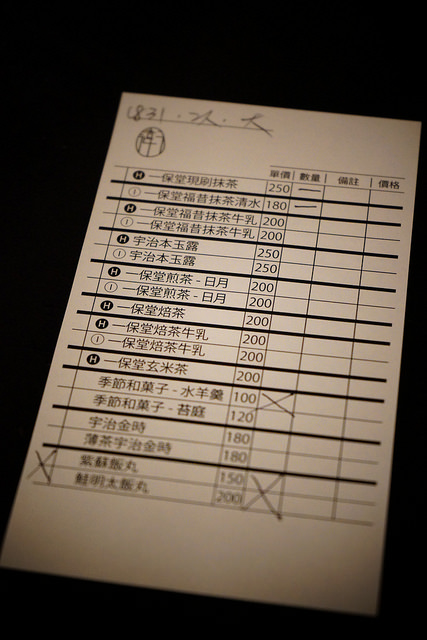 1831.2人.大
單價 數量 備註 價格
H 一保堂現刷抹茶 250 一
I 一保堂福昔抹茶清水 180 一
H 一保堂福昔抹茶牛乳 200
I 一保堂福昔抹茶牛乳 200
H 宇治本玉露 250
I 宇治本玉露 250
H 一保堂煎茶 - 日月 200
I 一保堂煎茶 - 日月 200
H 一保堂焙茶 200
H 一保堂焙茶牛乳 200
I 一保堂焙茶牛乳 200
H 一保堂玄米茶 200
季節和菓子 - 水羊羹 100
季節和菓子 - 苔庭 120
宇治金時 180
薄茶宇治金時 180
紫蘇飯丸 150
鮭明太飯丸 200